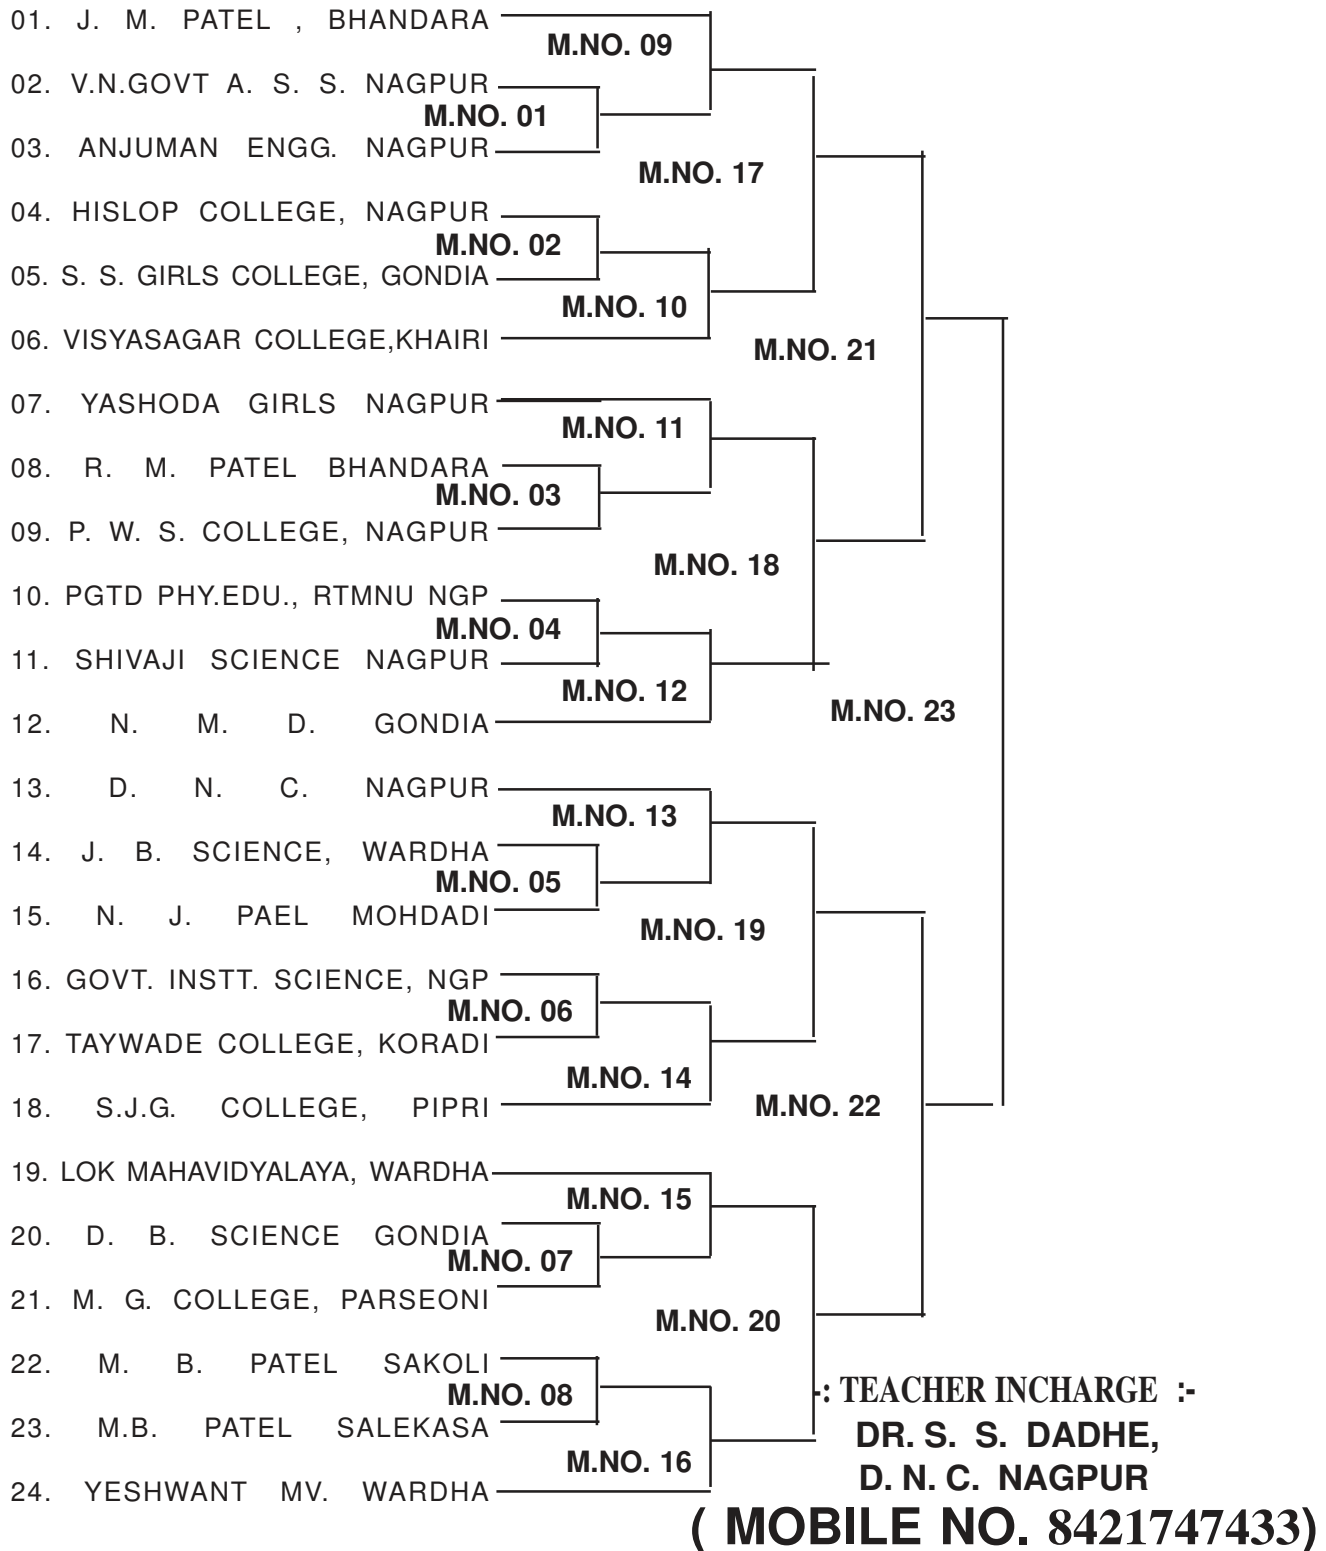 01. J. M. PATEL , BHANDARA
M.NO. 09
02. V.N.GOVT A. S. S. NAGPUR
M.NO. 01
03. ANJUMAN ENGG. NAGPUR
M.NO. 17
04. HISLOP COLLEGE, NAGPUR
M.NO. 02
05. S. S. GIRLS COLLEGE, GONDIA
M.NO. 10
06. VISYASAGAR COLLEGE,KHAIRI
M.NO. 21
07. YASHODA GIRLS NAGPUR
M.NO. 11
08. R. M. PATEL BHANDARA
M.NO. 03
09. P. W. S. COLLEGE, NAGPUR
M.NO. 18
10. PGTD PHY.EDU., RTMNU NGP
M.NO. 04
11. SHIVAJI SCIENCE NAGPUR
M.NO. 12
12. N. M. D. GONDIA
M.NO. 23
13. D. N. C. NAGPUR
M.NO. 13
14. J. B. SCIENCE, WARDHA
M.NO. 05
15. N. J. PAEL MOHDADI
M.NO. 19
16. GOVT. INSTT. SCIENCE, NGP
M.NO. 06
17. TAYWADE COLLEGE, KORADI
M.NO. 14
18. S.J.G. COLLEGE, PIPRI
M.NO. 22
19. LOK MAHAVIDYALAYA, WARDHA
M.NO. 15
20. D. B. SCIENCE GONDIA
M.NO. 07
21. M. G. COLLEGE, PARSEONI
M.NO. 20
22. M. B. PATEL SAKOLI
M.NO. 08
23. M.B. PATEL SALEKASA
M.NO. 16
24. YESHWANT MV. WARDHA
-: TEACHER INCHARGE :-
DR. S. S. DADHE,
D. N. C. NAGPUR
( MOBILE NO. 8421747433)